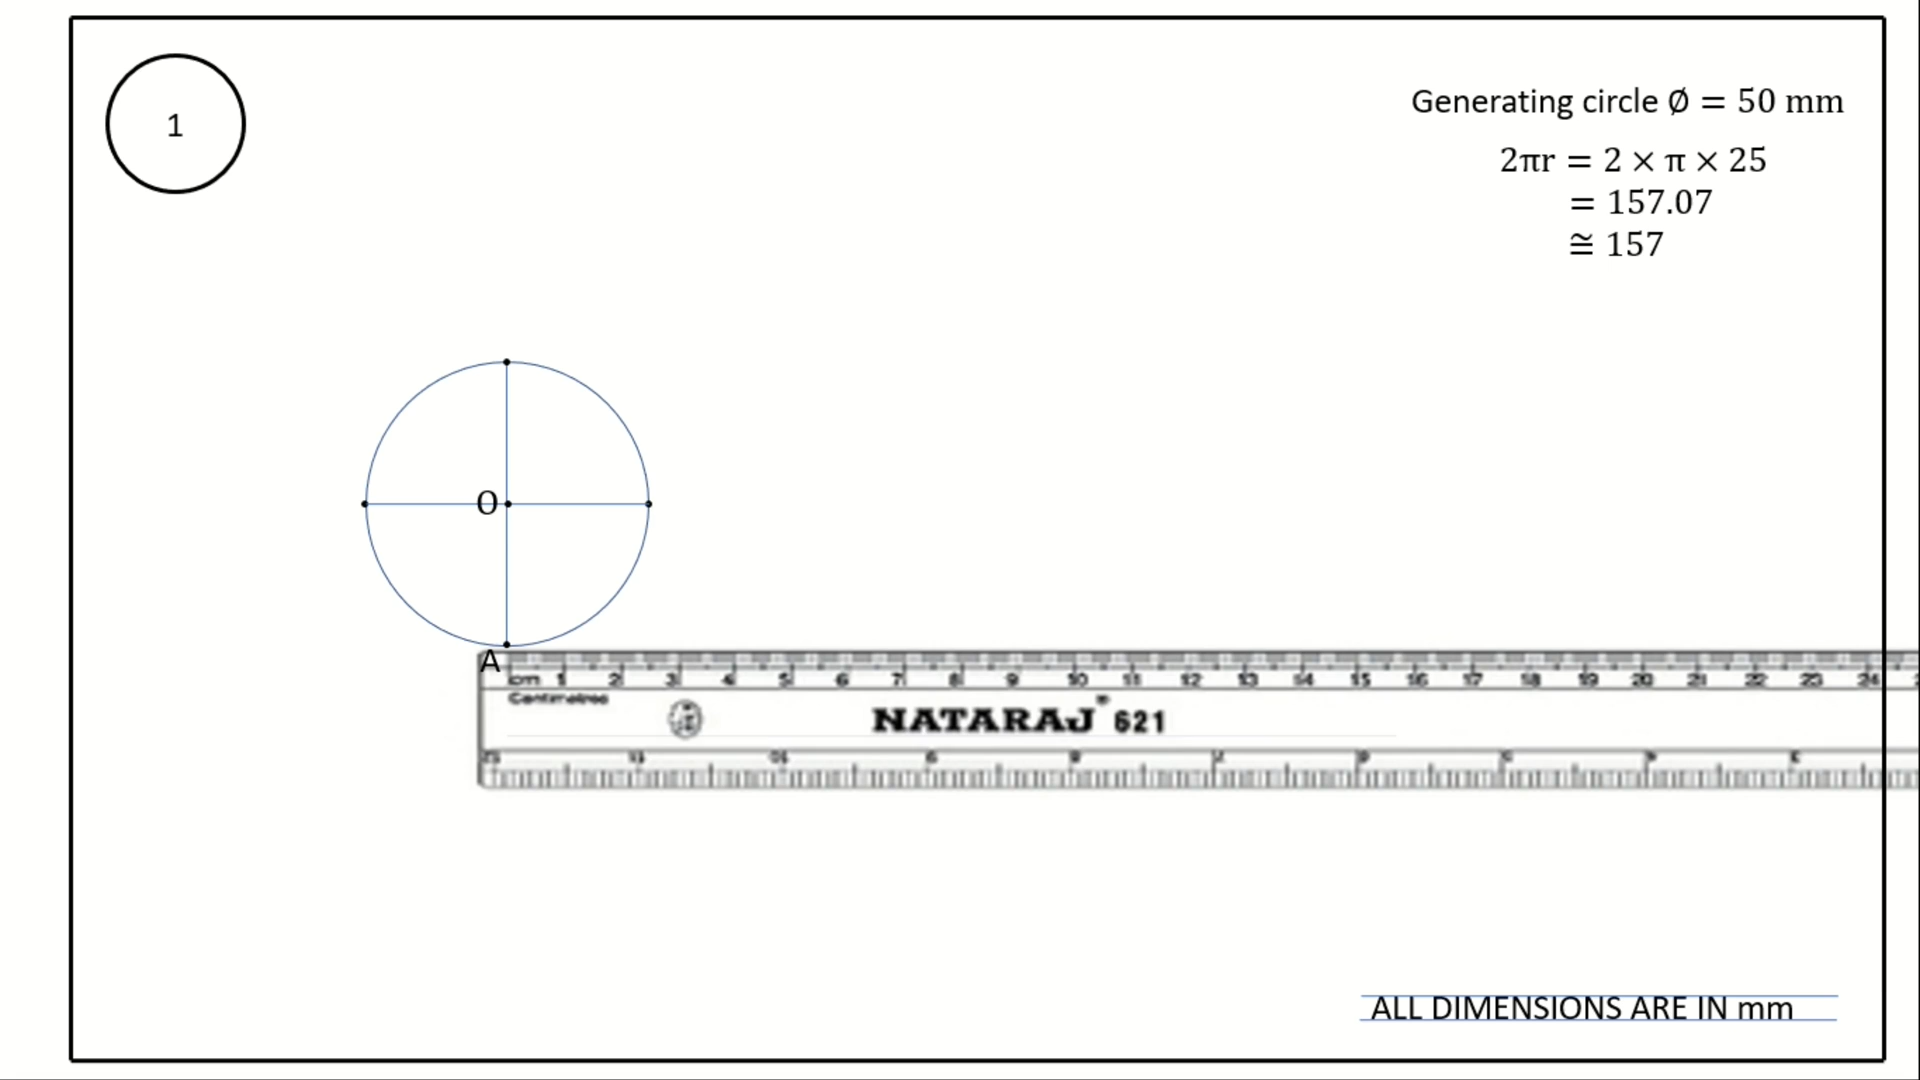 1
Generating circle Ø = 50 mm
2πr = 2 × π × 25
= 157.07
≅ 157
O
A
cm 1 2 3 4 5 6 7 8 9 10 11 12 13 14 15 16 17 18 19 20 21 22 23 24
Centimetres
NATARAJ 621
ALL DIMENSIONS ARE IN mm